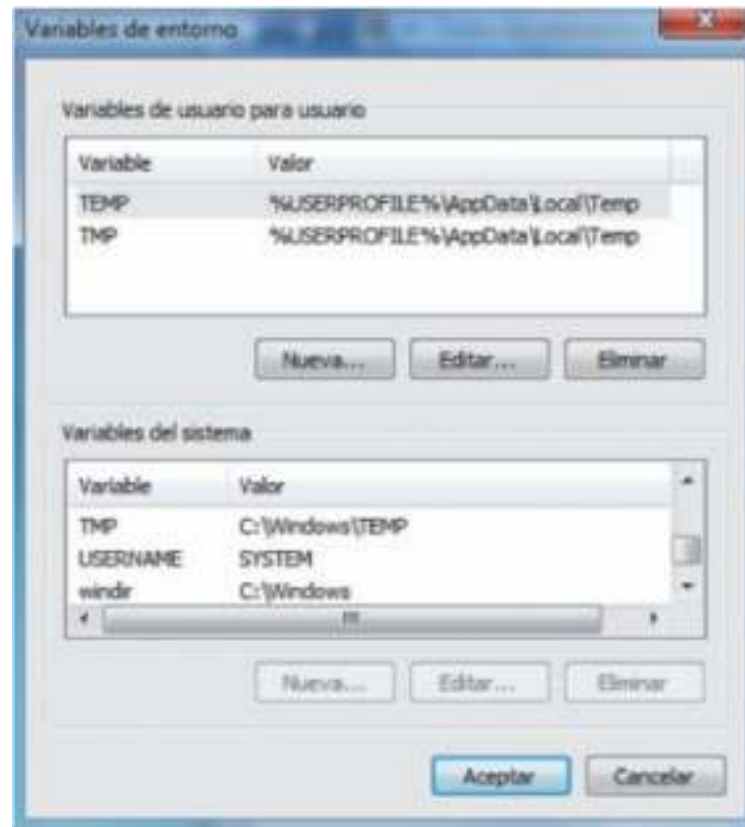 Variables de entorno
Variables de usuario para usuario
Variable Valor
TEMP %USERPROFILE%\AppData\Local\Temp
TMP %USERPROFILE%\AppData\Local\Temp
Nueva... Editar... Eliminar
Variables del sistema
Variable Valor
TMP C:\Windows\TEMP
USERNAME SYSTEM
windir C:\Windows
Nueva... Editar... Eliminar
Aceptar Cancelar